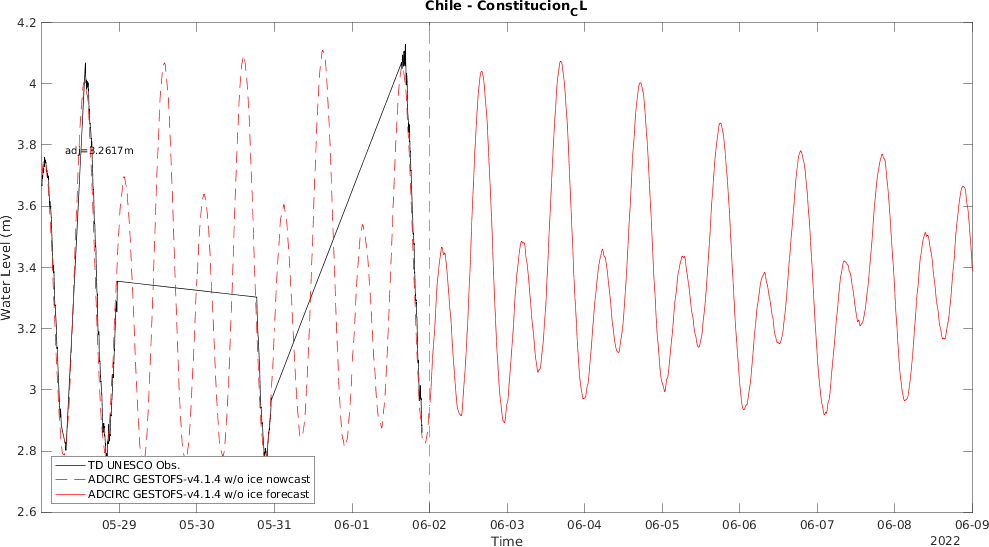 Chile - Constitucion_CL
4.2
4
3.8
3.6
3.4
3.2
3
2.8
2.6
Water Level (m)
adj=3.2617m
TD UNESCO Obs.
ADCIRC GESTOFS-v4.1.4 w/o ice nowcast
ADCIRC GESTOFS-v4.1.4 w/o ice forecast
05-29 05-30 05-31 06-01 06-02 06-03 06-04 06-05 06-06 06-07 06-08 06-09
Time
2022